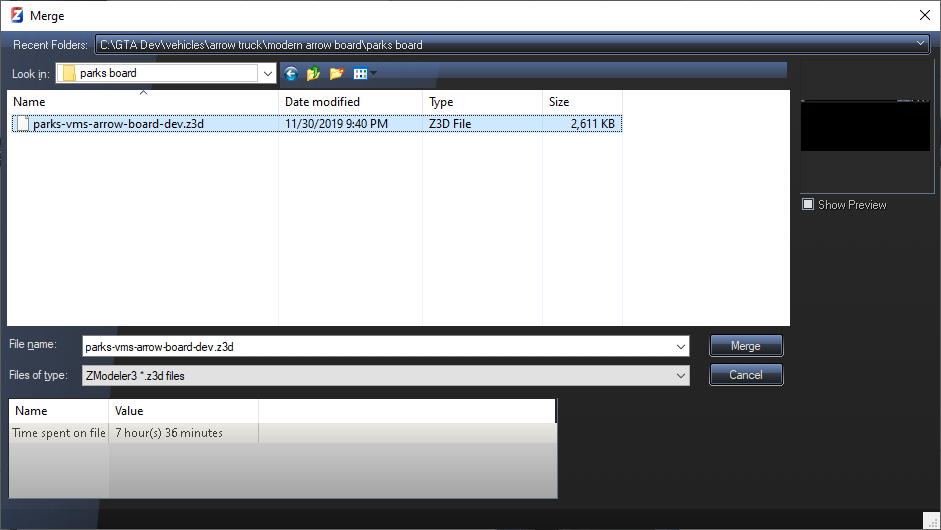 Merge
Recent Folders: C:\GTA Dev\vehicles\arrow truck\modern arrow board\parks board
Look in: parks board
Name Date modified Type Size
parks-vms-arrow-board-dev.z3d 11/30/2019 9:40 PM Z3D File 2,611 KB
Show Preview
File name: parks-vms-arrow-board-dev.z3d Merge
Files of type: ZModeler3 *.z3d files Cancel
Name Value
Time spent on file 7 hour(s) 36 minutes